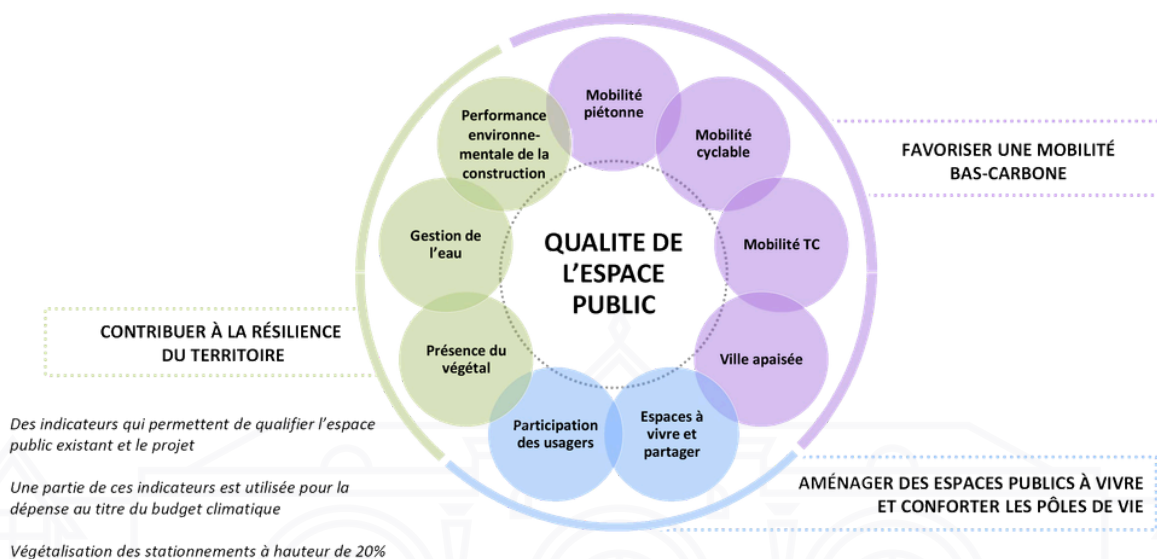 Mobilité
piétonne
Mobilité
cyclable
Mobilité TC
Ville apaisée
Espaces à
vivre et
partager
Participation
des usagers
Présence du
végétal
Gestion de
l'eau
Performance
environne-
mentale de la
construction
QUALITE DE
L'ESPACE
PUBLIC
FAVORISER UNE MOBILITÉ
BAS-CARBONE
CONTRIBUER À LA RÉSILIENCE
DU TERRITOIRE
AMÉNAGER DES ESPACES PUBLICS À VIVRE
ET CONFORTER LES PÔLES DE VIE
Des indicateurs qui permettent de qualifier l'espace
public existant et le projet
Une partie de ces indicateurs est utilisée pour la
dépense au titre du budget climatique
Végétalisation des stationnements à hauteur de 20%